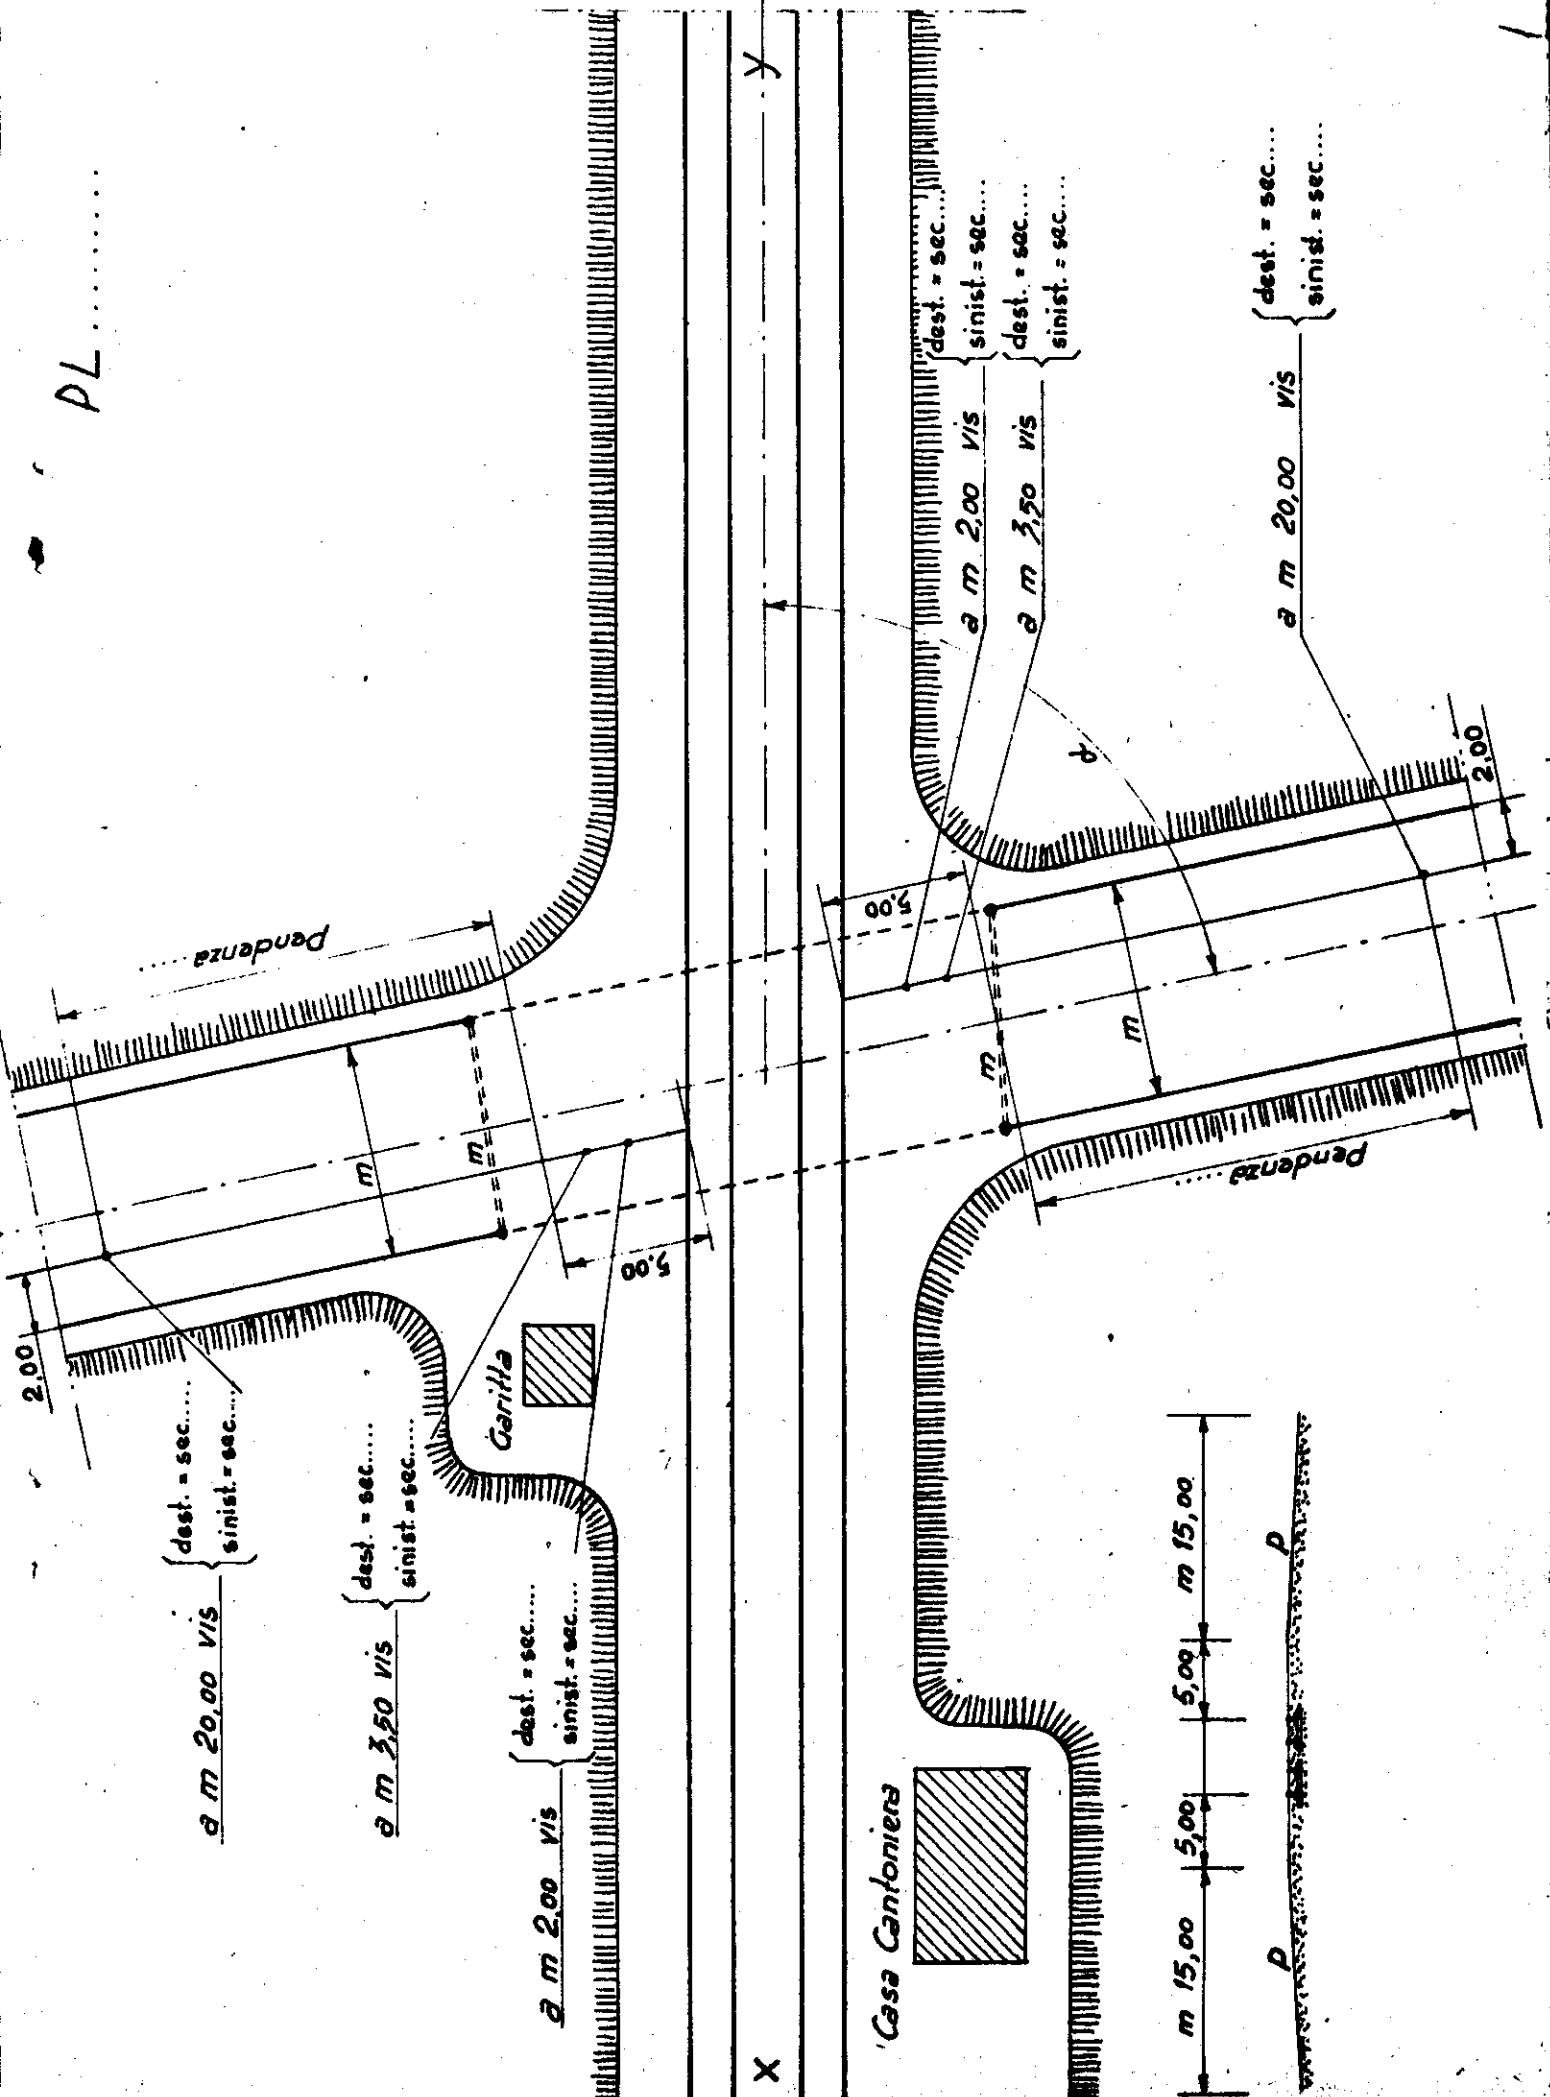 PL..........
y
2,00
Pendenza .....
m
m
5,00
dest. = sec.....
a m 20,00 vis
sinist. = sec.....
dest. = sec.....
a m 3,50 vis
sinist. = sec.....
dest. = sec.....
a m 2,00 vis
sinist. = sec.....
Garitta
X
Casa Cantoniera
5,00
m
m
α
Pendenza .....
2,00
dest. = sec....
a m 2,00 vis
sinist. = sec....
dest. = sec....
a m 3,50 vis
sinist. = sec....
dest. = sec....
a m 20,00 vis
sinist. = sec....
m 15,00
5,00
5,00
m 15,00
P
P